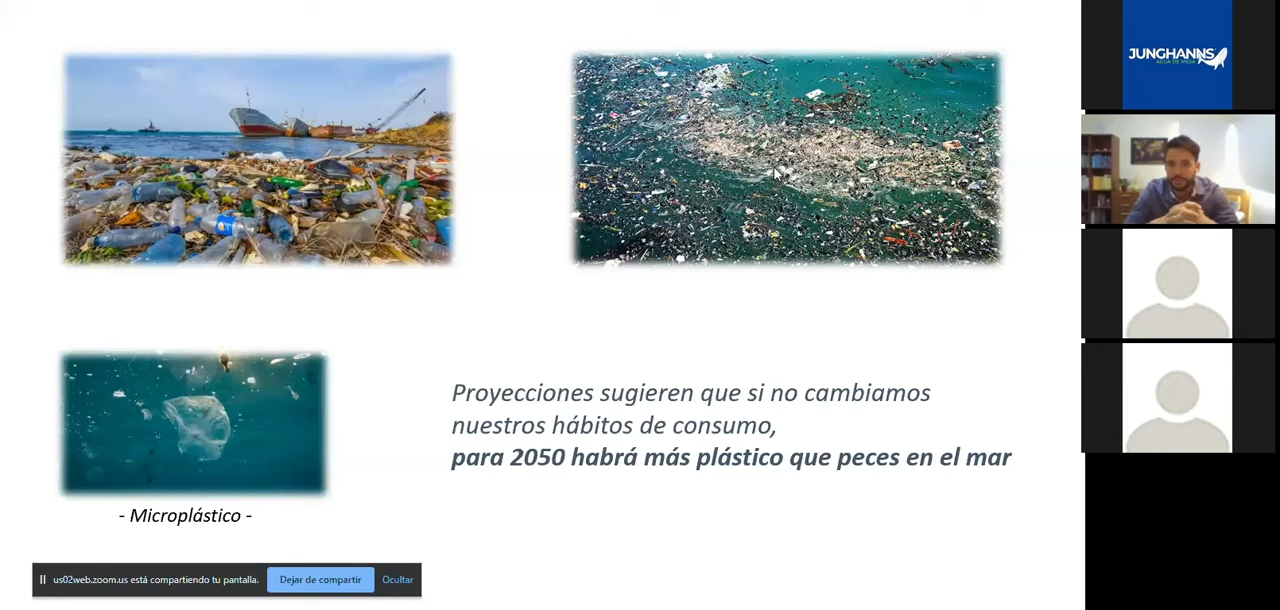 JUNGHANNS
AGUA DE MESA
Proyecciones sugieren que si no cambiamos
nuestros hábitos de consumo,
para 2050 habrá más plástico que peces en el mar
- Microplástico -
us02web.zoom.us está compartiendo tu pantalla.
Dejar de compartir
Ocultar